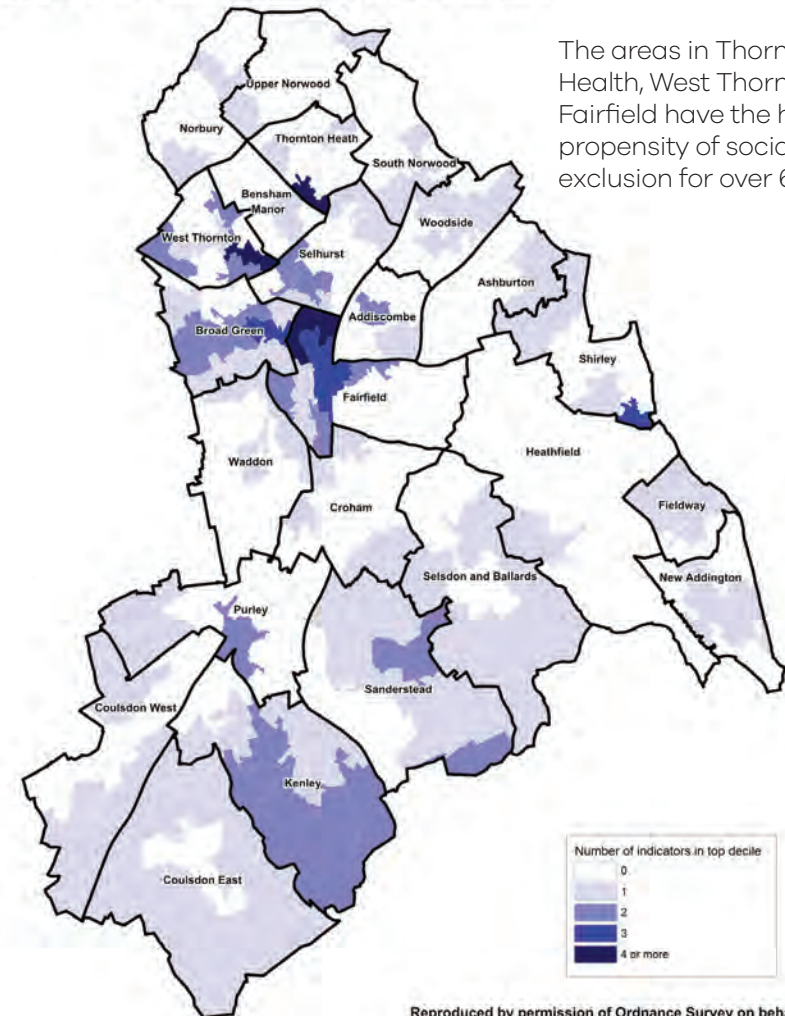 The areas in Thorn
Health, West Thorn
Fairfield have the h
propensity of socia
exclusion for over 6
Upper Norwood
Norbury
Thornton Heath
South Norwood
Bensham
Manor
Woodside
West Thornton
Selhurst
Ashburton
Addiscombe
Broad Green
Shirley
Fairfield
Heathfield
Waddon
Croham
Fieldway
Selsdon and Ballards
New Addington
Purley
Sanderstead
Coulsdon West
Kenley
Coulsdon East
Number of indicators in top decile
0
1
2
3
4 or more
Reproduced by permission of Ordnance Survey on beh